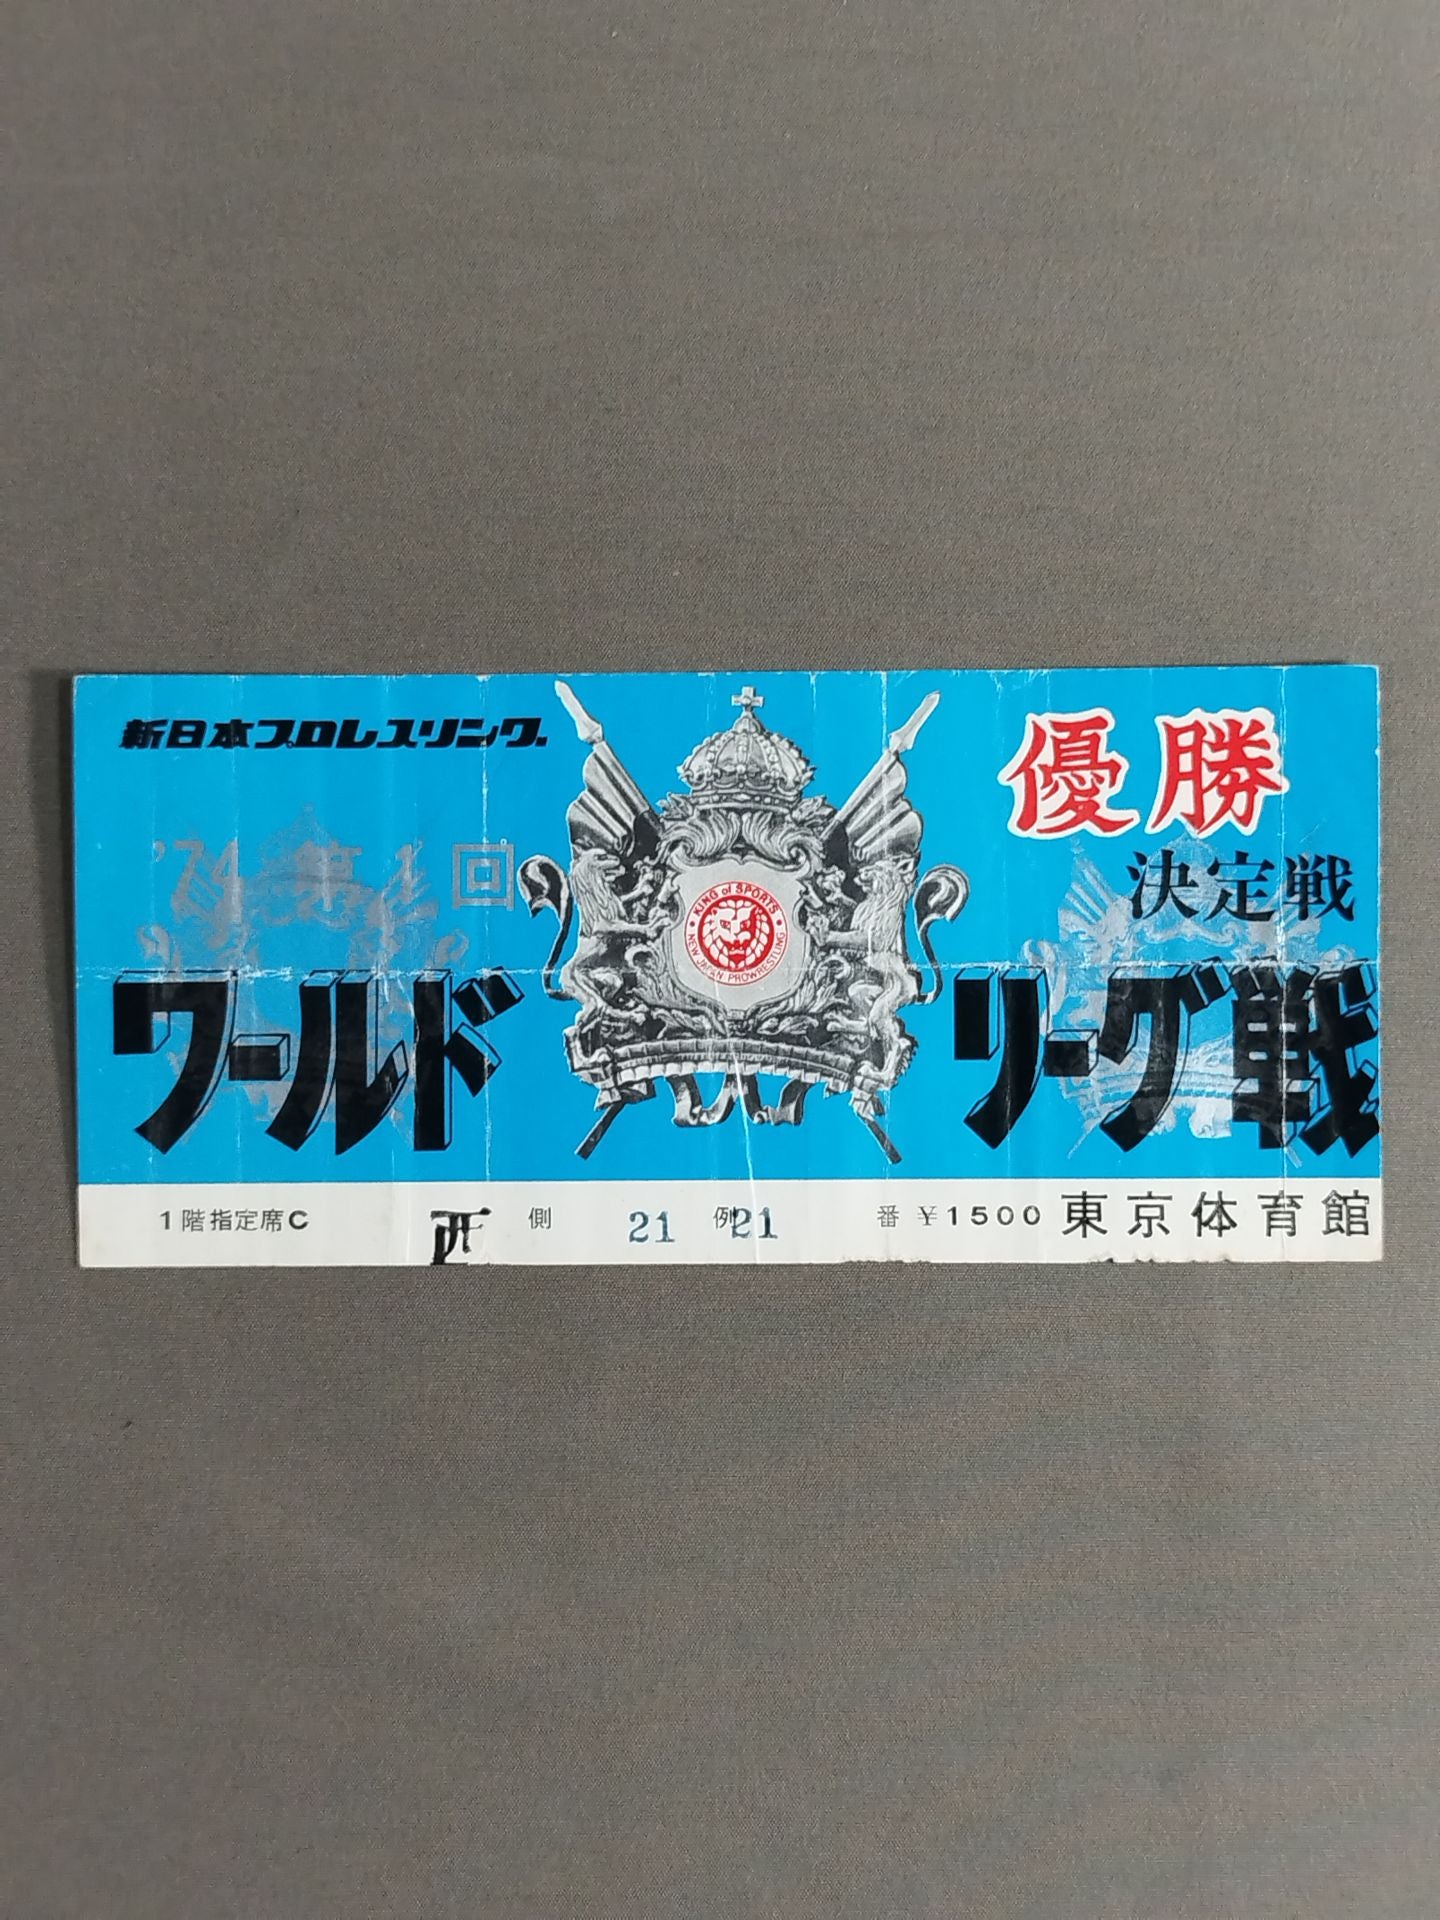 新日本プロレスリング.
'74 第1回
優勝
決定戦
KING of SPORTS
NEW JAPAN PROWRESTLING
ワールド リーグ戦
1階指定席C 側 21 例 21 番 ¥1500 東京体育館